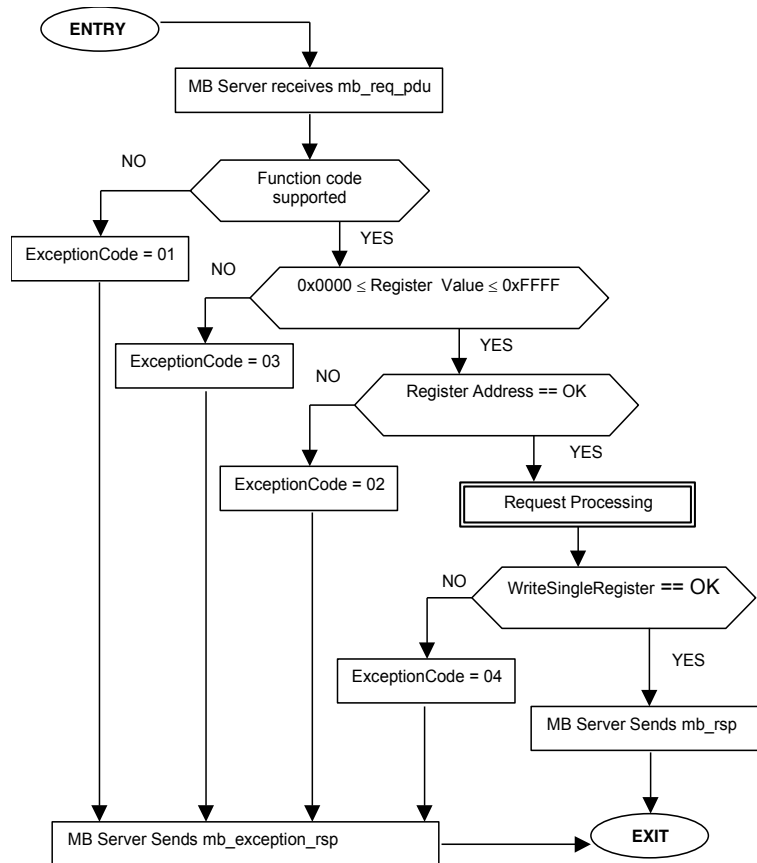 ENTRY
MB Server receives mb_req_pdu
NO
Function code
supported
YES
ExceptionCode = 01
NO
0x0000 ≤ Register Value ≤ 0xFFFF
YES
ExceptionCode = 03
NO
Register Address == OK
YES
ExceptionCode = 02
Request Processing
NO
WriteSingleRegister == OK
YES
ExceptionCode = 04
MB Server Sends mb_rsp
MB Server Sends mb_exception_rsp
EXIT